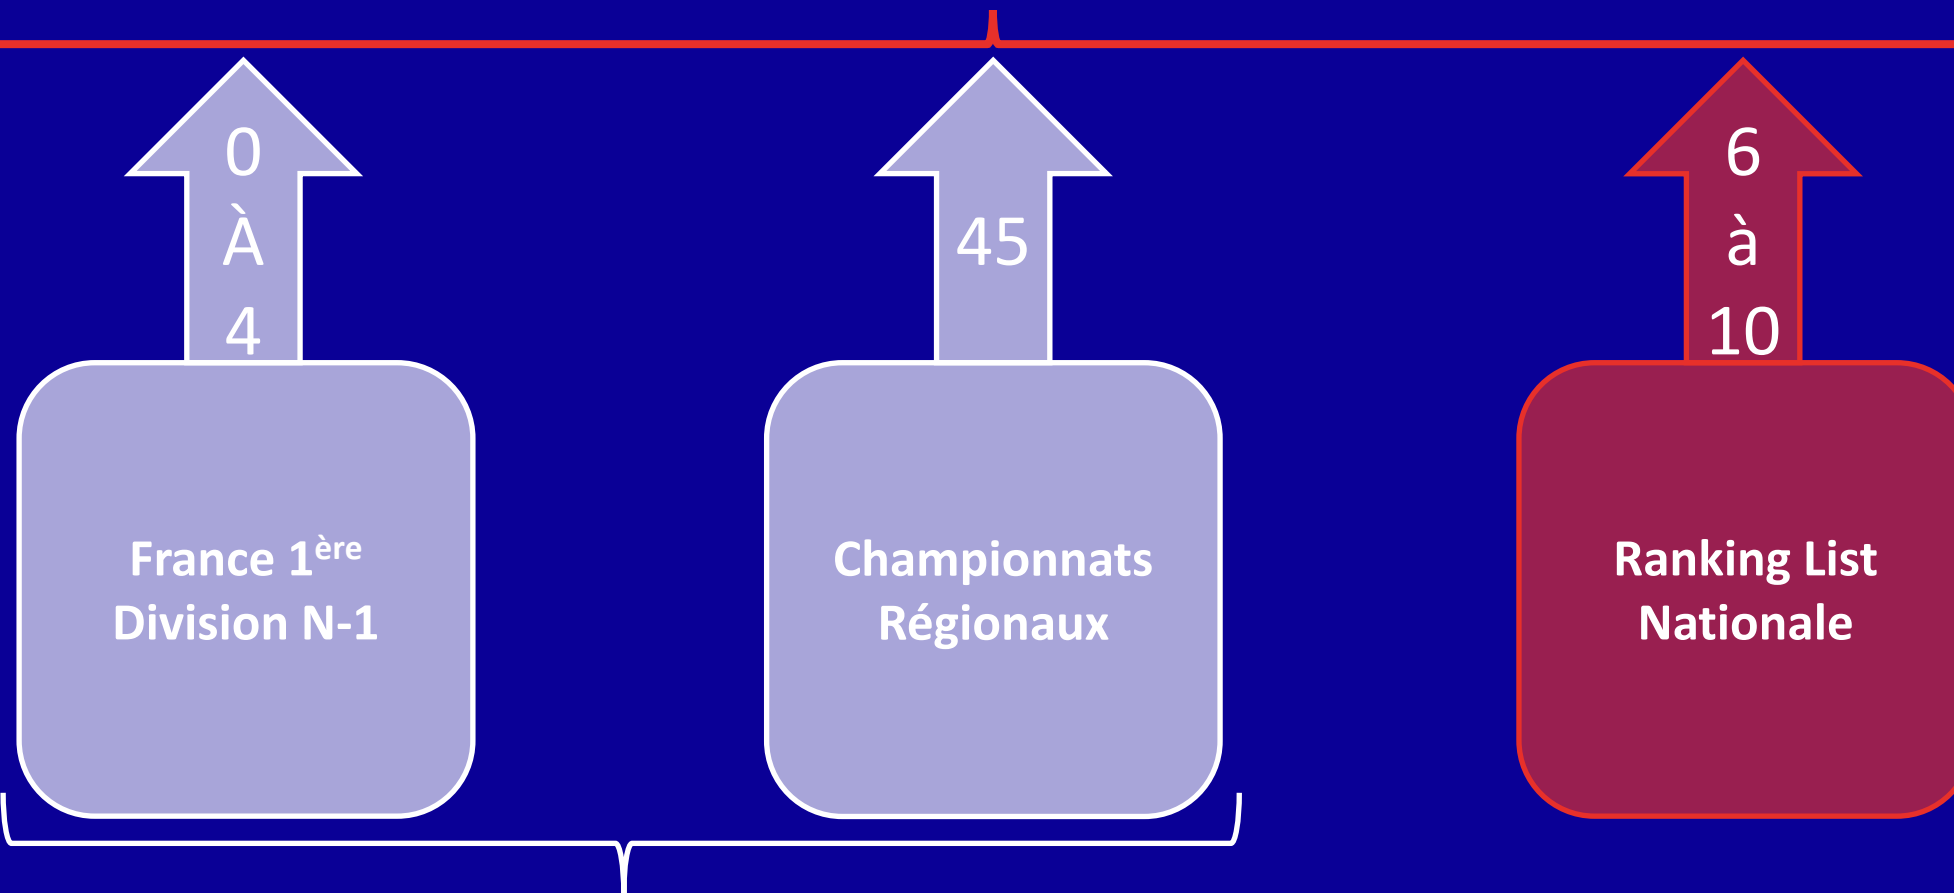 0
À
4
45
6
à
10
France 1ère
Division N-1
Championnats
Régionaux
Ranking List
Nationale